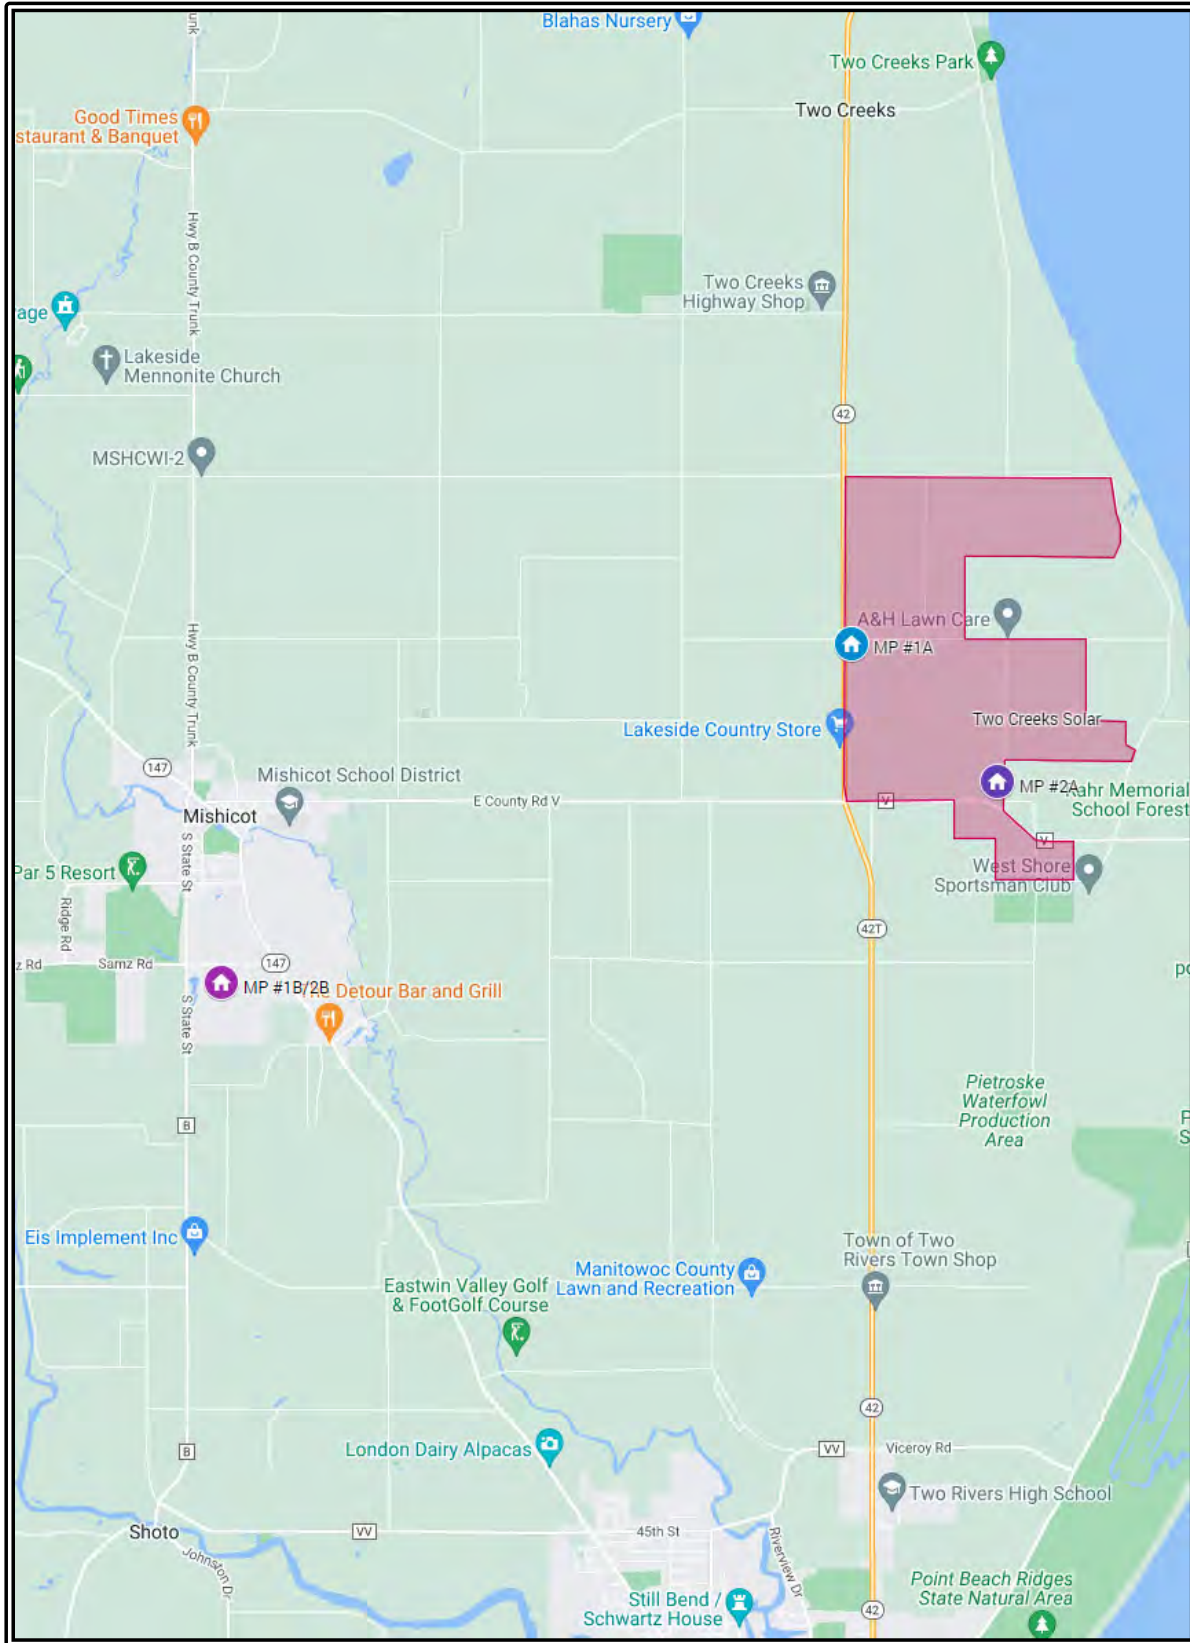 Blahas Nursery
unk
Two Creeks Park
Two Creeks
Good Times
staurant & Banquet
Hwy B County Trunk
Two Creeks
Highway Shop
age
Lakeside
Mennonite Church
42
MSHCWI-2
A&H Lawn Care
MP #1A
Hwy B County Trunk
Two Creeks Solar
Lakeside Country Store
147
Mishicot School District
MP #2A
Rahr Memorial
School Forest
E County Rd V
V
Mishicot
V
S State St
Par 5 Resort
West Shore
Sportsman Club
Ridge Rd
42T
z Rd
Samz Rd
147
po
MP #1B/2B
The Detour Bar and Grill
S State St
Pietroske
Waterfowl
Production
Area
B
P
S
Eis Implement Inc
Town of Two
Rivers Town Shop
Manitowoc County
Lawn and Recreation
Eastwin Valley Golf
& FootGolf Course
42
B
London Dairy Alpacas
VV
Viceroy Rd
Two Rivers High School
Shoto
VV
45th St
Johnston Dr
Riverview Dr
Point Beach Ridges
State Natural Area
Still Bend /
Schwartz House
42